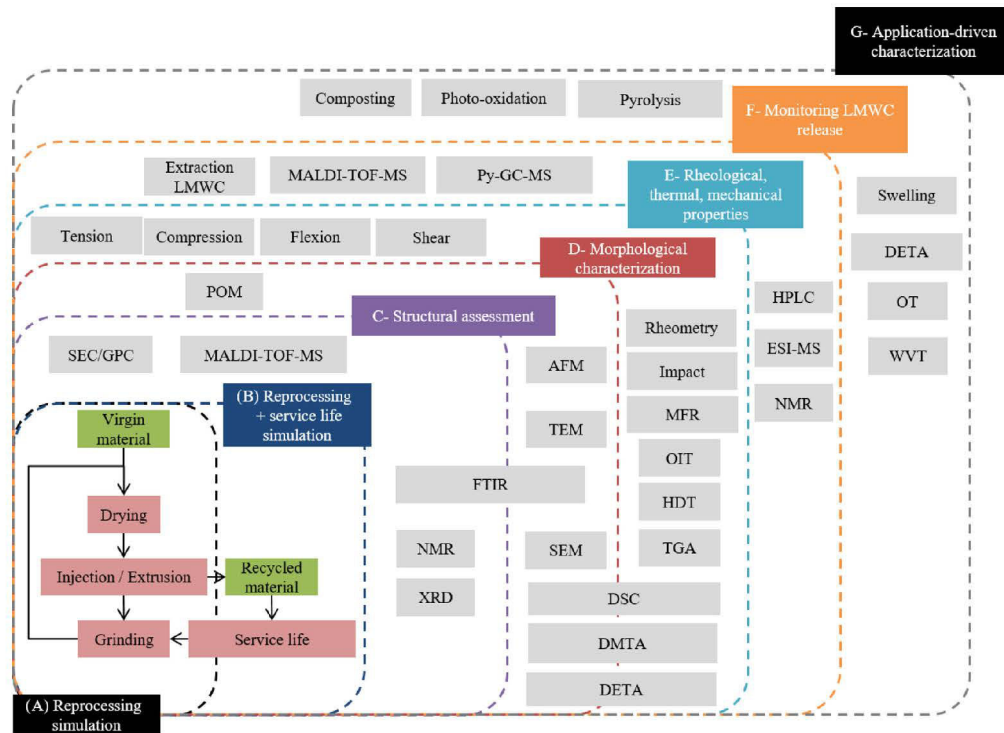 G- Application-driven
characterization
Composting
Photo-oxidation
Pyrolysis
F- Monitoring LMWC
release
Extraction
LMWC
MALDI-TOF-MS
Py-GC-MS
E- Rheological,
thermal, mechanical
properties
Swelling
Tension
Compression
Flexion
Shear
D- Morphological
characterization
DETA
POM
HPLC
OT
C- Structural assessment
Rheometry
SEC/GPC
MALDI-TOF-MS
AFM
Impact
ESI-MS
WVT
(B) Reprocessing
+ service life
simulation
Virgin
material
TEM
MFR
NMR
OIT
FTIR
HDT
Drying
NMR
SEM
TGA
Injection / Extrusion
Recycled
material
XRD
DSC
Grinding
Service life
DMTA
DETA
(A) Reprocessing
simulation